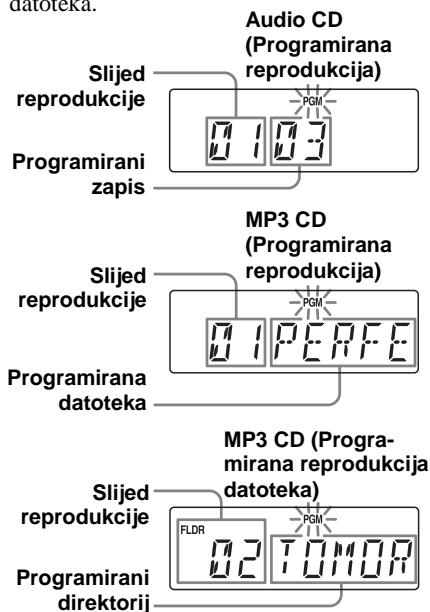 datoteka.
Audio CD
(Programirana
reprodukcija)
Slijed
reprodukcije
PGM
01 03
Programirani
zapis
MP3 CD
(Programirana
reprodukcija)
Slijed
reprodukcije
PGM
01 PERFE
Programirana
datoteka
MP3 CD (Progra-
mirana reprodukcija
datoteka)
Slijed
reprodukcije
FLDR
PGM
02 TOMOR
Programirani
direktorij